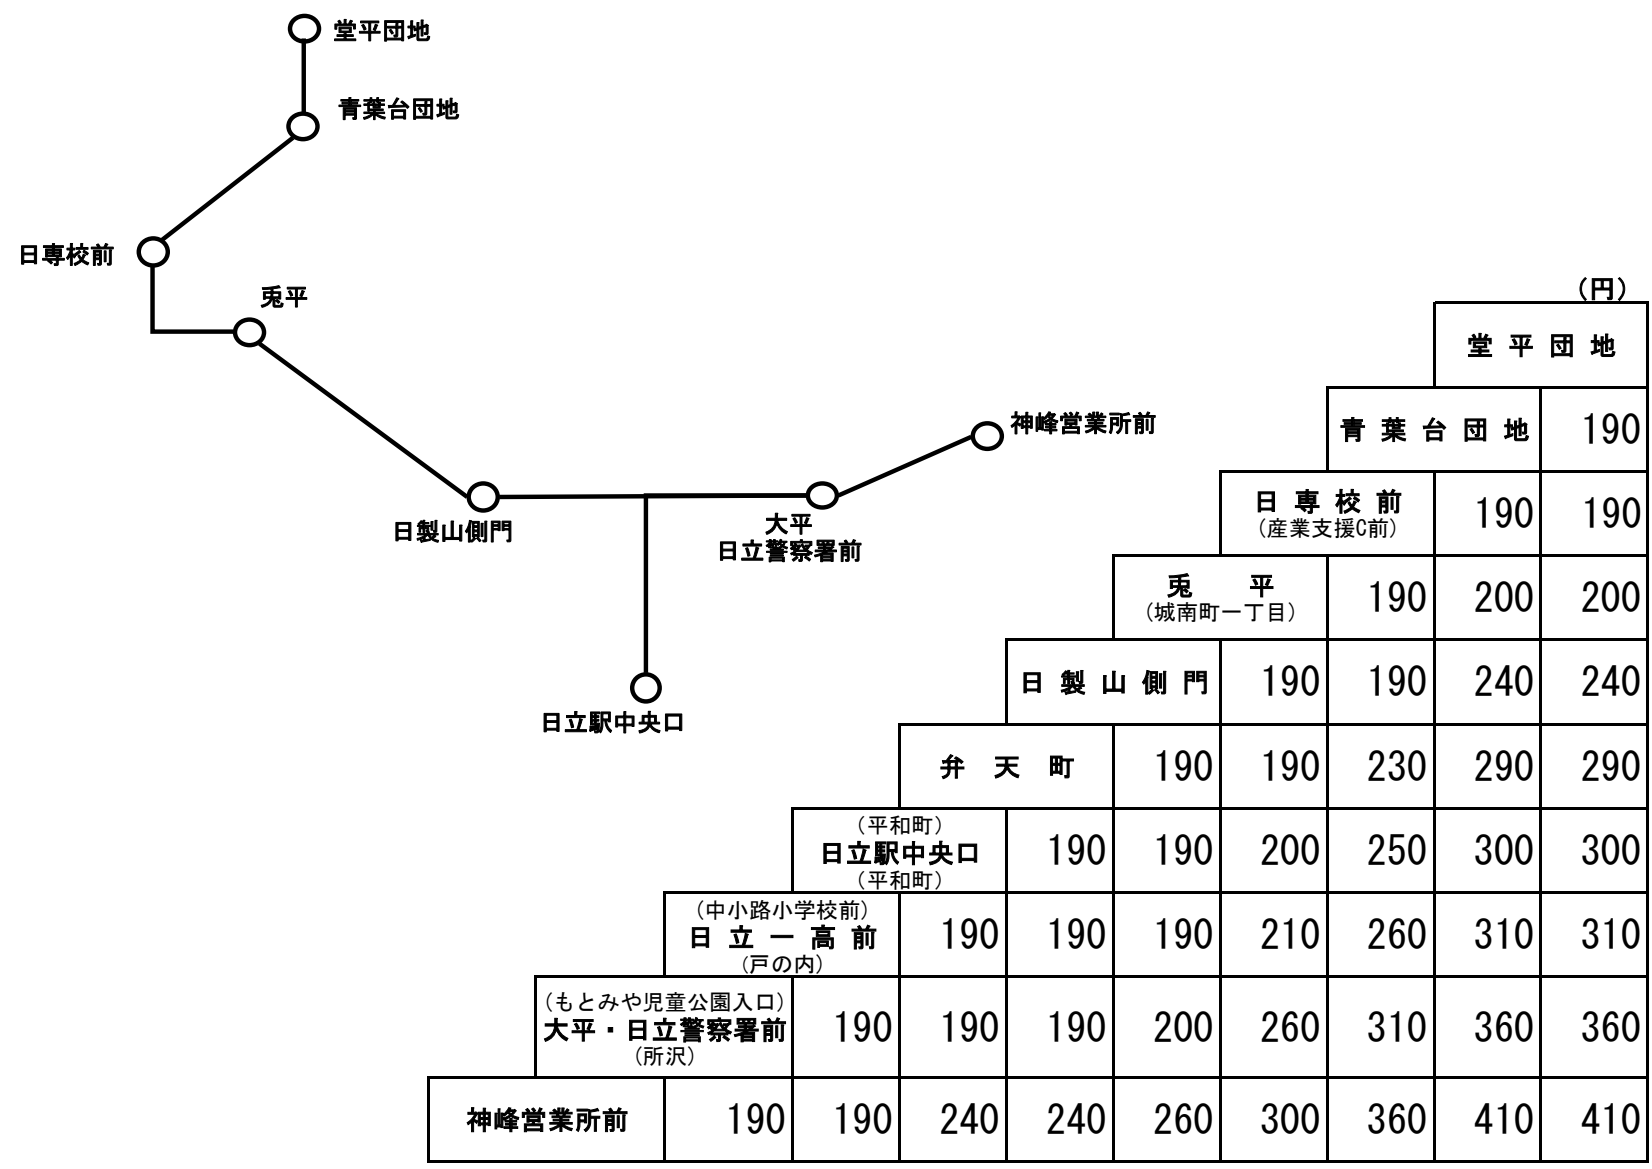 堂平団地
青葉台団地
日専校前
兎平
神峰営業所前
日製山側門
大平
日立警察署前
日立駅中央口
（円）
堂平団地
青葉台団地 190
日専校前
(産業支援C前)
190 190
兎平
(城南町一丁目)
190 200 200
日製山側門 190 190 240 240
弁天町 190 190 230 290 290
(平和町)
日立駅中央口
(平和町)
190 190 200 250 300 300
(中小路小学校前)
日立一高前
(戸の内)
190 190 190 210 260 310 310
(もとみや児童公園入口)
大平・日立警察署前
(所沢)
190 190 190 200 260 310 360 360
神峰営業所前 190 190 240 240 260 300 360 410 410